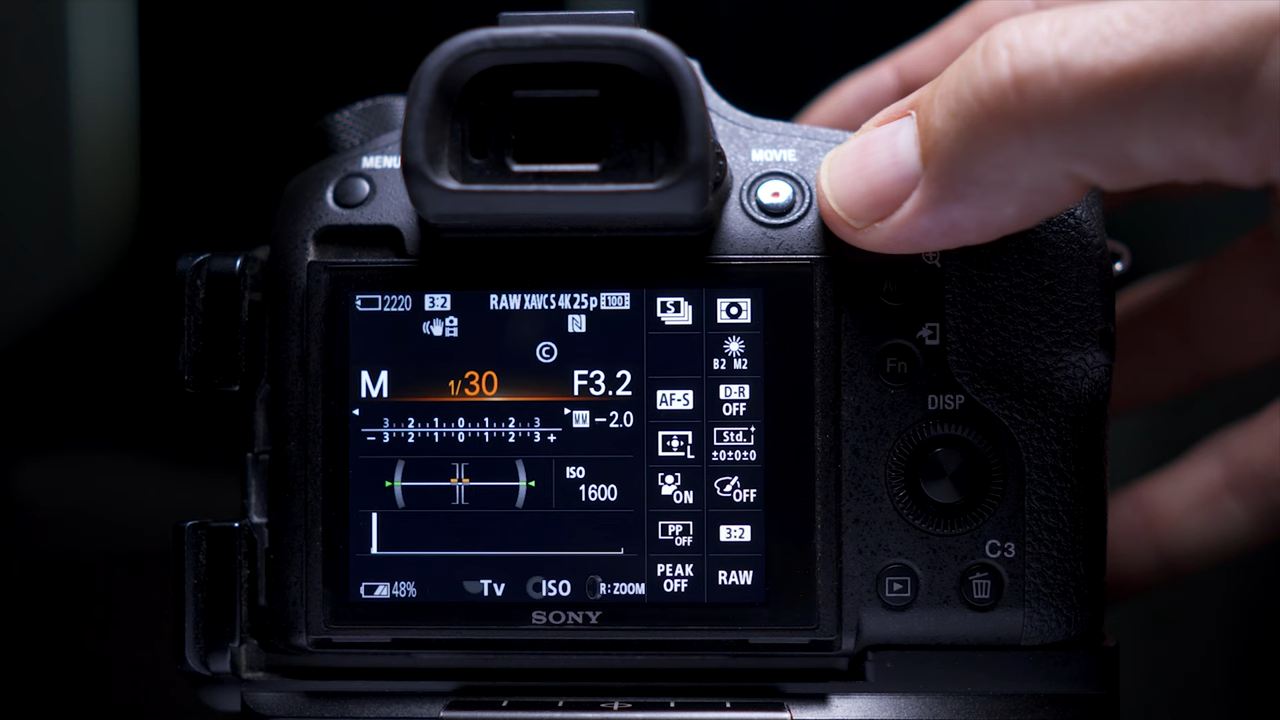 MENU
MOVIE
2220 3:2 RAW XAVC S 4K 25p 100
N
C
M 1/30 F3.2
3··2··1··0··1··2··3
− 3··2··1··0··1··2··3 +
−2.0
ISO
1600
48% Tv ISO R:ZOOM
S
B2 M2
AF-S
D-R
OFF
L
Std.
±0±0±0
ON
OFF
PP
OFF
3:2
PEAK
OFF
RAW
SONY
Fn
DISP
C3